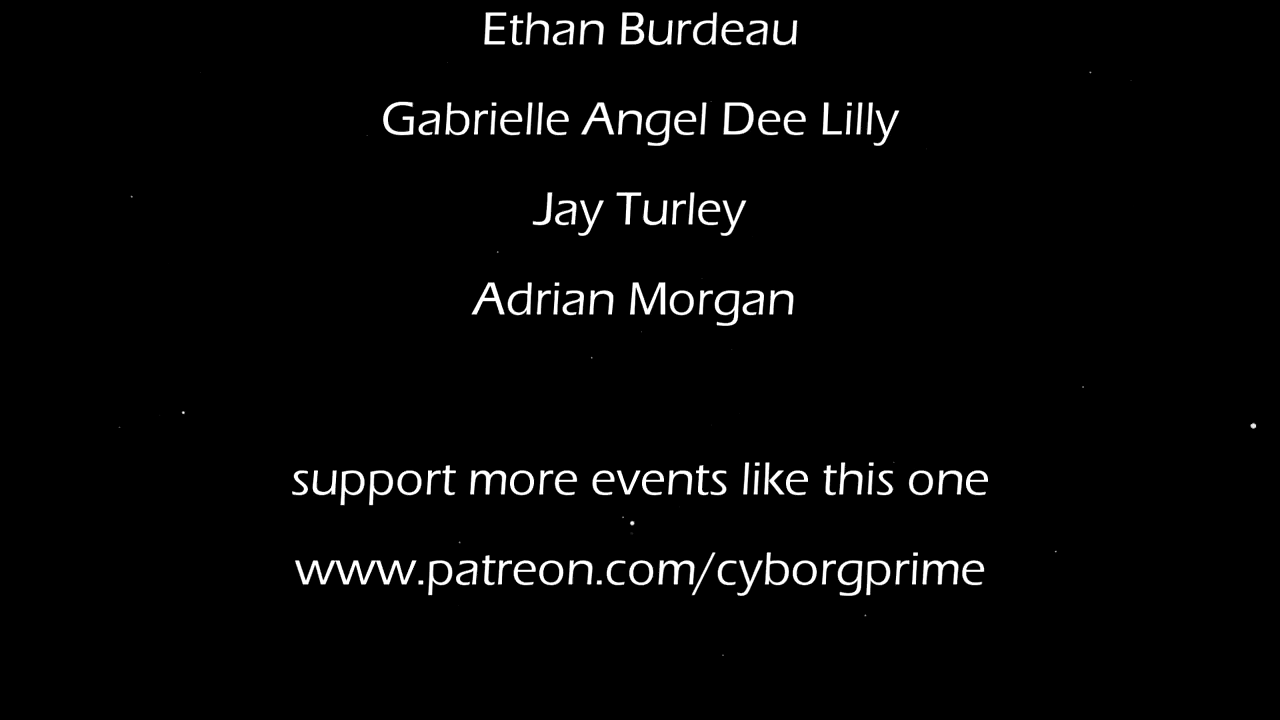 Ethan Burdeau
Gabrielle Angel Dee Lilly
Jay Turley
Adrian Morgan
support more events like this one
www.patreon.com/cyborgprime